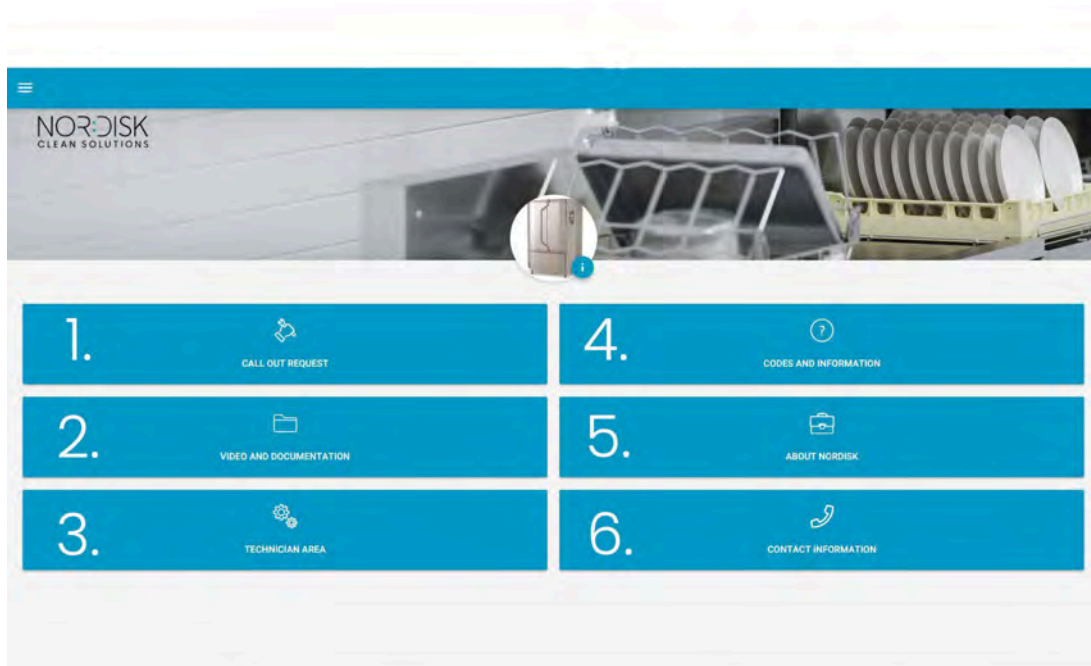 NORDISK
CLEAN SOLUTIONS
1.
CALL OUT REQUEST
2.
VIDEO AND DOCUMENTATION
3.
TECHNICIAN AREA
4.
?
CODES AND INFORMATION
5.
ABOUT NORDISK
6.
CONTACT INFORMATION